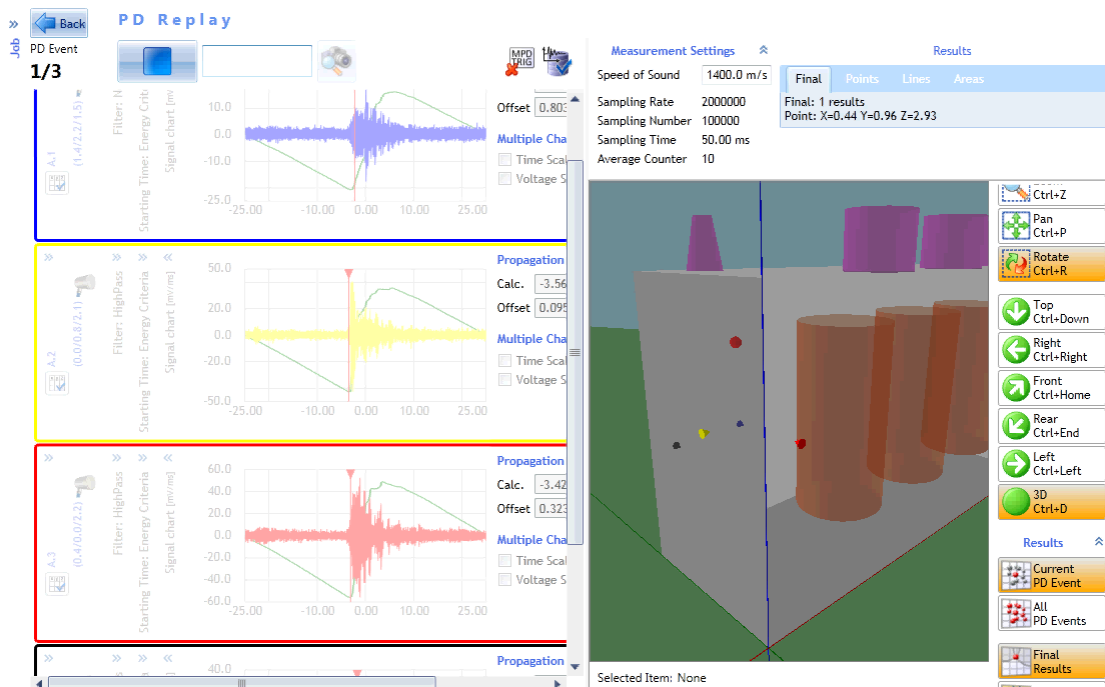 »
Back
PD Replay
Job
PD Event
1/3
MPD
TRIG
Measurement Settings
Results
Speed of Sound 1400.0 m/s
Sampling Rate 2000000
Sampling Number 100000
Sampling Time 50.00 ms
Average Counter 10
Final Points Lines Areas
Final: 1 results
Point: X=0.44 Y=0.96 Z=2.93
A.1
(1.4/2.2/1.5)
Filter: N
Starting Time: Energy Criteria
Signal chart [mv/
10.0
0.0
-10.0
-25.0
-25.00 -10.00 0.00 10.00 25.00
Offset 0.803
Multiple Cha
Time Scal
Voltage S
» » » «
A.2
(0.0/0.8/2.1)
Filter: HighPass
Starting Time: Energy Criteria
Signal chart [mv/ms]
50.0
20.0
0.0
-20.0
-50.0
-25.00 -10.00 0.00 10.00 25.00
Propagation
Calc. -3.56
Offset 0.095
Multiple Cha
Time Scal
Voltage S
» » » «
A.3
(0.4/0.0/2.2)
Filter: HighPass
Starting Time: Energy Criteria
Signal chart [mv/ms]
60.0
40.0
20.0
0.0
-20.0
-40.0
-60.0
-25.00 -10.00 0.00 10.00 25.00
Propagation
Calc. -3.42
Offset 0.323
Multiple Cha
Time Scal
Voltage S
» » » «
40.0
Propagation
Ctrl+Z
Pan
Ctrl+P
Rotate
Ctrl+R
Top
Ctrl+Down
Right
Ctrl+Right
Front
Ctrl+Home
Rear
Ctrl+End
Left
Ctrl+Left
3D
Ctrl+D
Results
Current
PD Event
All
PD Events
Final
Results
Selected Item: None